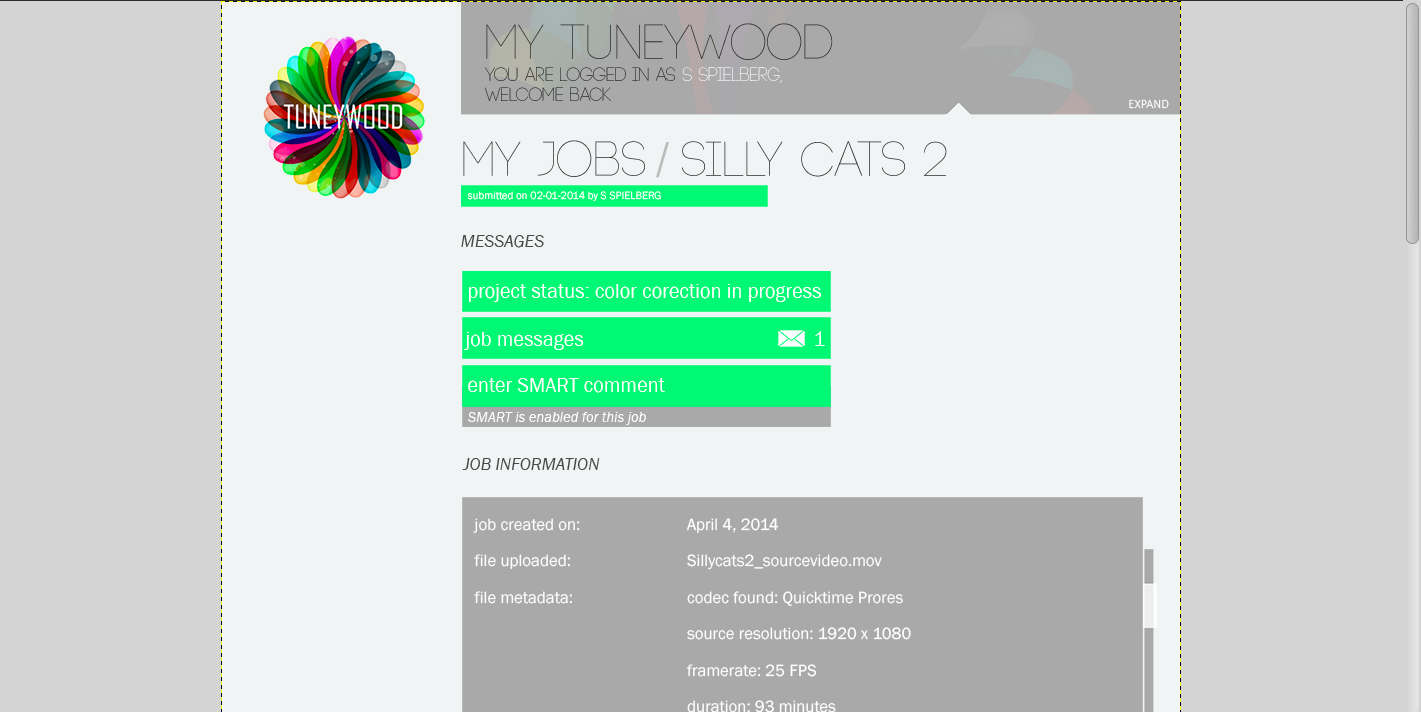 TUNEYWOOD
MY TUNEYWOOD
YOU ARE LOGGED IN AS S SPIELBERG,
WELCOME BACK
EXPAND
MY JOBS / SILLY CATS 2
submitted on 02-01-2014 by S SPIELBERG
MESSAGES
project status: color corection in progress
job messages 1
enter SMART comment
SMART is enabled for this job
JOB INFORMATION
job created on: April 4, 2014
file uploaded: Sillycats2_sourcevideo.mov
file metadata: codec found: Quicktime Prores
source resolution: 1920 x 1080
framerate: 25 FPS
duration: 93 minutes